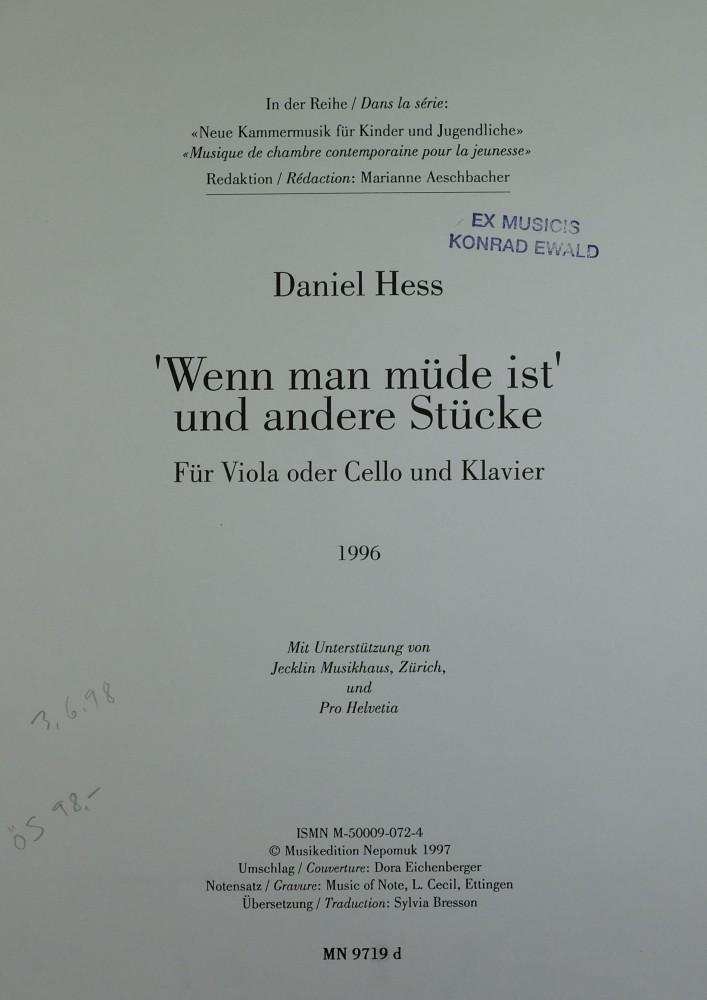 In der Reihe / Dans la série:
«Neue Kammermusik für Kinder und Jugendliche»
«Musique de chambre contemporaine pour la jeunesse»
Redaktion / Rédaction: Marianne Aeschbacher
EX MUSICIS
KONRAD EWALD
Daniel Hess
'Wenn man müde ist'
und andere Stücke
Für Viola oder Cello und Klavier
1996
Mit Unterstützung von
Jecklin Musikhaus, Zürich,
und
Pro Helvetia
3.6.98
öS 98.-
ISMN M-50009-072-4
© Musikedition Nepomuk 1997
Umschlag / Couverture: Dora Eichenberger
Notensatz / Gravure: Music of Note, L. Cecil, Ettingen
Übersetzung / Traduction: Sylvia Bresson
MN 9719 d